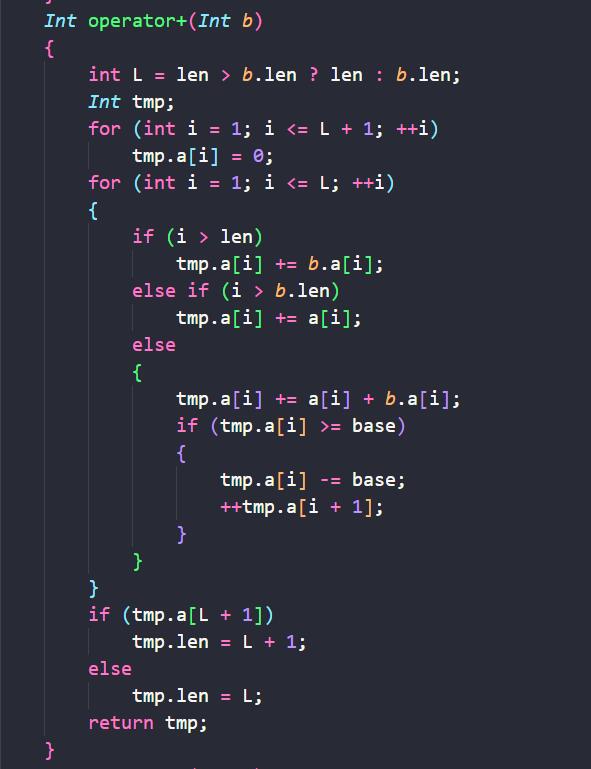 Int operator+(Int b)
{
    int L = len > b.len ? len : b.len;
    Int tmp;
    for (int i = 1; i <= L + 1; ++i)
        tmp.a[i] = 0;
    for (int i = 1; i <= L; ++i)
    {
        if (i > len)
            tmp.a[i] += b.a[i];
        else if (i > b.len)
            tmp.a[i] += a[i];
        else
        {
            tmp.a[i] += a[i] + b.a[i];
            if (tmp.a[i] >= base)
            {
                tmp.a[i] -= base;
                ++tmp.a[i + 1];
            }
        }
    }
    if (tmp.a[L + 1])
        tmp.len = L + 1;
    else
        tmp.len = L;
    return tmp;
}